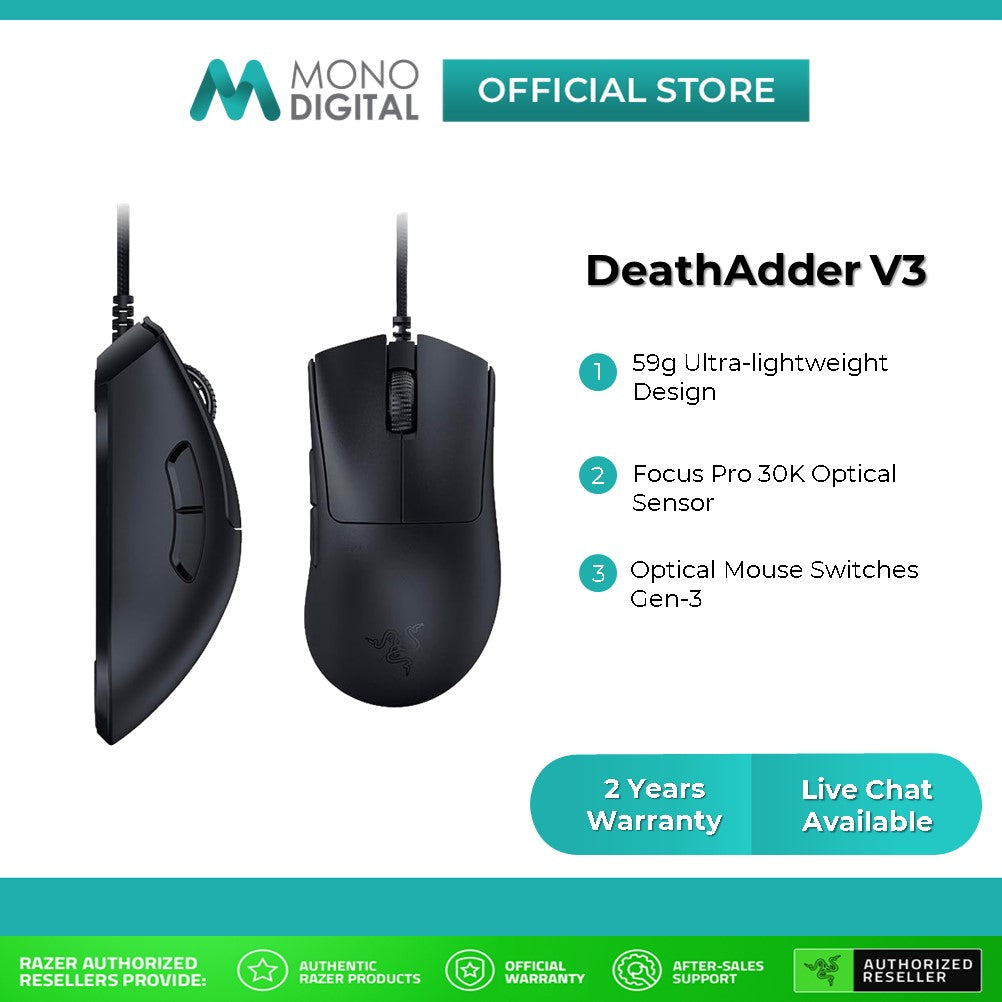 MONO
DIGITAL
OFFICIAL STORE
DeathAdder V3
1
59g Ultra-lightweight
Design
2
Focus Pro 30K Optical
Sensor
3
Optical Mouse Switches
Gen-3
2 Years
Warranty
Live Chat
Available
RAZER AUTHORIZED
RESELLERS PROVIDE:
AUTHENTIC
RAZER PRODUCTS
OFFICIAL
WARRANTY
AFTER-SALES
SUPPORT
AUTHORIZED
RESELLER